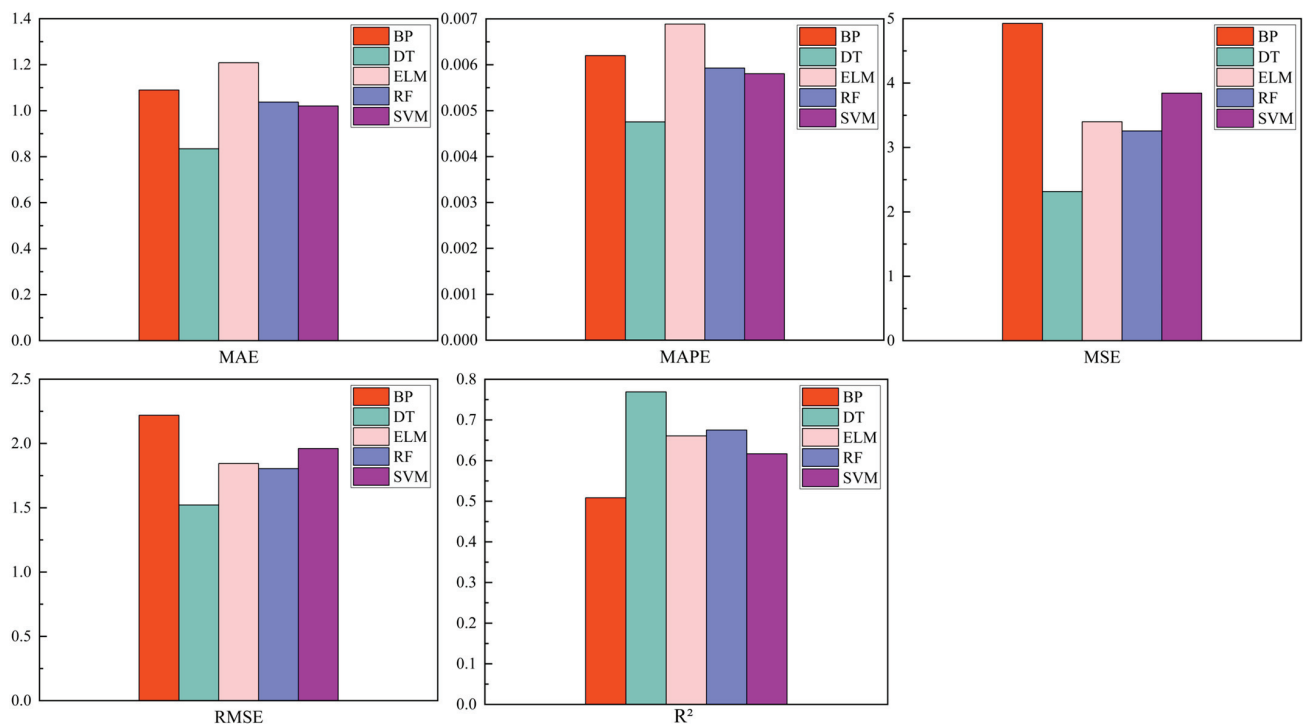 1.4
1.2
1.0
0.8
0.6
0.4
0.2
0.0
BP
DT
ELM
RF
SVM
MAE
0.007
0.006
0.005
0.004
0.003
0.002
0.001
0.000
BP
DT
ELM
RF
SVM
MAPE
5
4
3
2
1
0
BP
DT
ELM
RF
SVM
MSE
2.5
2.0
1.5
1.0
0.5
0.0
BP
DT
ELM
RF
SVM
RMSE
0.8
0.7
0.6
0.5
0.4
0.3
0.2
0.1
0.0
BP
DT
ELM
RF
SVM
R²